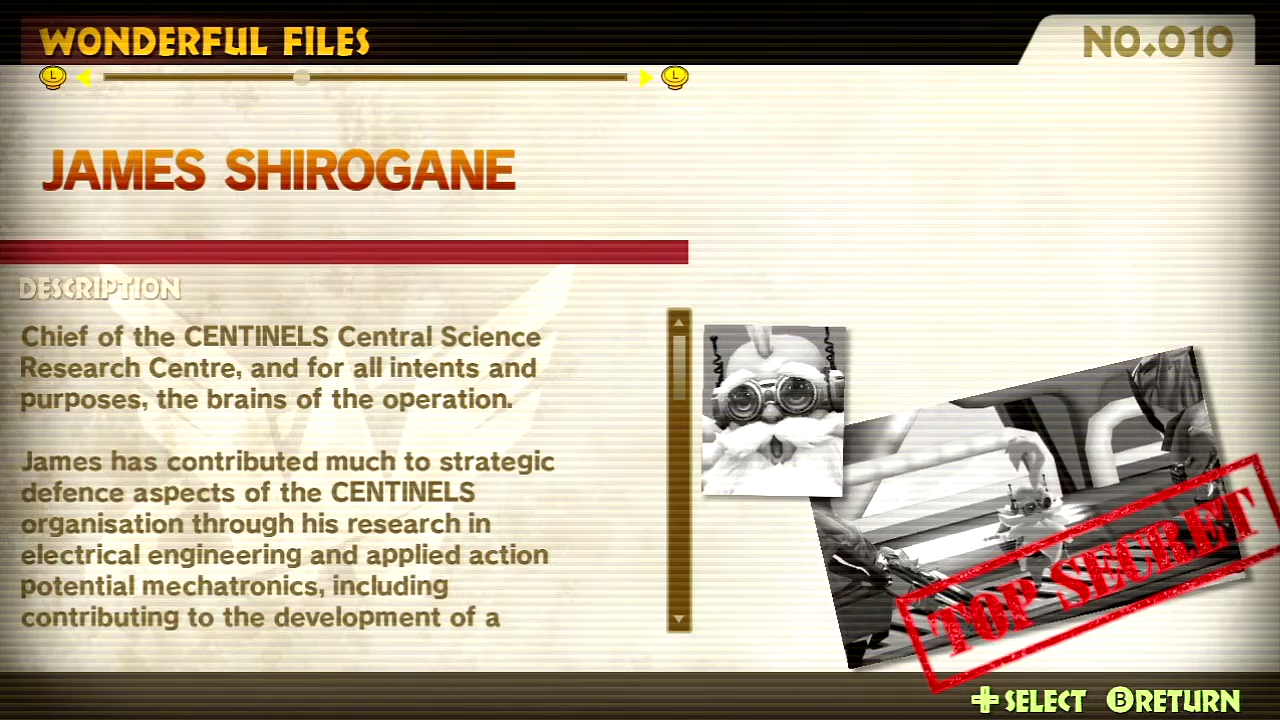 WONDERFUL FILES
NO.010
L
L
JAMES SHIROGANE
DESCRIPTION
Chief of the CENTINELS Central Science
Research Centre, and for all intents and
purposes, the brains of the operation.
James has contributed much to strategic
defence aspects of the CENTINELS
organisation through his research in
electrical engineering and applied action
potential mechatronics, including
contributing to the development of a
TOP SECRET
SELECT
B RETURN